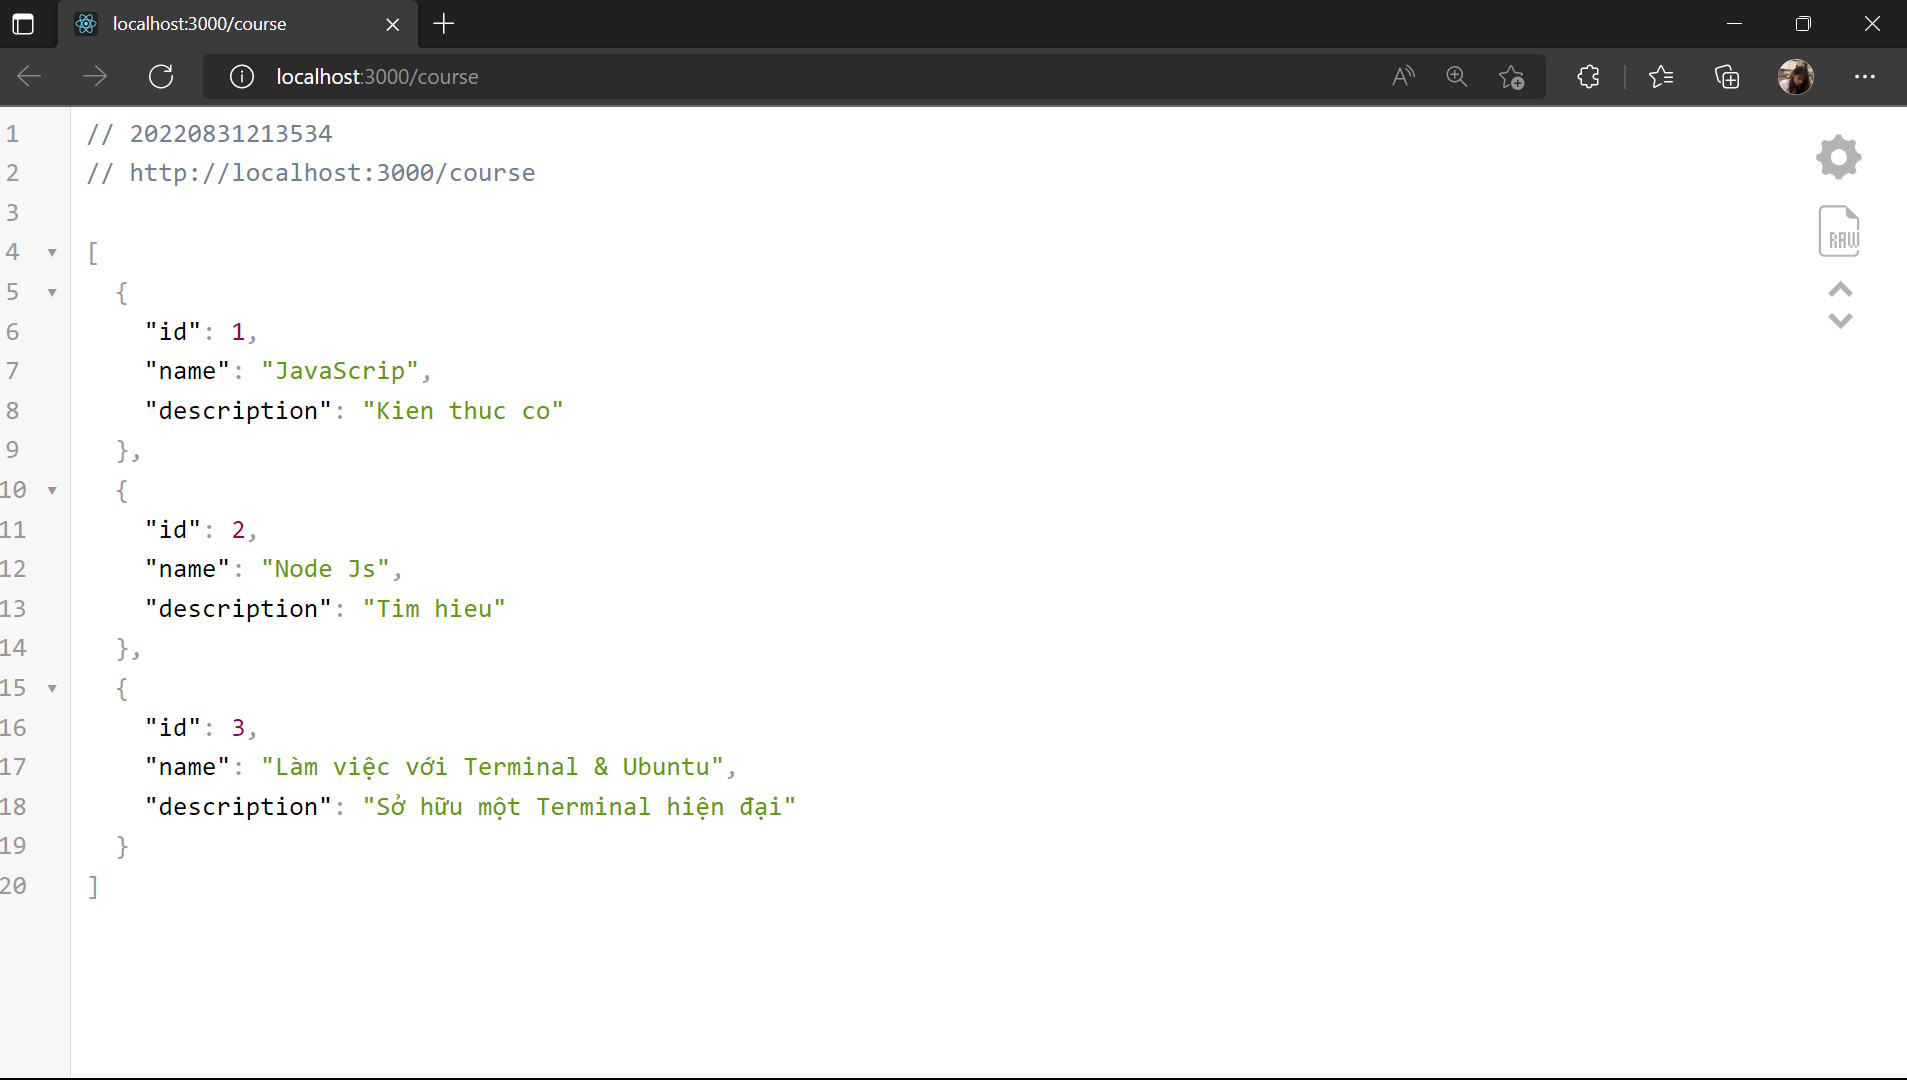 localhost:3000/course
localhost:3000/course
1 // 20220831213534
2 // http://localhost:3000/course
3
4 [
5 {
6 "id": 1,
7 "name": "JavaScrip",
8 "description": "Kien thuc co"
9 },
10 {
11 "id": 2,
12 "name": "Node Js",
13 "description": "Tim hieu"
14 },
15 {
16 "id": 3,
17 "name": "Làm việc với Terminal & Ubuntu",
18 "description": "Sở hữu một Terminal hiện đại"
19 }
20 ]
RAW